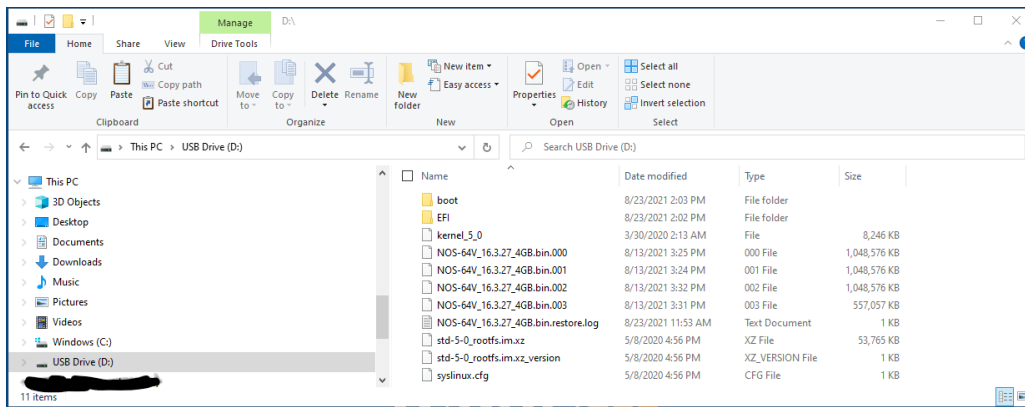 Manage D:\
File Home Share View Drive Tools
Pin to Quick access
Copy
Paste
Cut
Copy path
Paste shortcut
Clipboard
Move to
Copy to
Delete
Rename
Organize
New folder
New item
Easy access
New
Properties
Open
Edit
History
Open
Select all
Select none
Invert selection
Select
This PC > USB Drive (D:)
Search USB Drive (D:)
This PC
3D Objects
Desktop
Documents
Downloads
Music
Pictures
Videos
Windows (C:)
USB Drive (D:)
Name Date modified Type Size
boot 8/23/2021 2:03 PM File folder
EFI 8/23/2021 2:02 PM File folder
kernel_5_0 3/30/2020 2:13 AM File 8,246 KB
NOS-64V_16.3.27_4GB.bin.000 8/13/2021 3:25 PM 000 File 1,048,576 KB
NOS-64V_16.3.27_4GB.bin.001 8/13/2021 3:24 PM 001 File 1,048,576 KB
NOS-64V_16.3.27_4GB.bin.002 8/13/2021 3:32 PM 002 File 1,048,576 KB
NOS-64V_16.3.27_4GB.bin.003 8/13/2021 3:31 PM 003 File 557,057 KB
NOS-64V_16.3.27_4GB.bin.restore.log 8/23/2021 11:53 AM Text Document 1 KB
std-5-0_rootfs.im.xz 5/8/2020 4:56 PM XZ File 53,765 KB
std-5-0_rootfs.im.xz_version 5/8/2020 4:56 PM XZ_VERSION File 1 KB
syslinux.cfg 5/8/2020 4:56 PM CFG File 1 KB
11 items